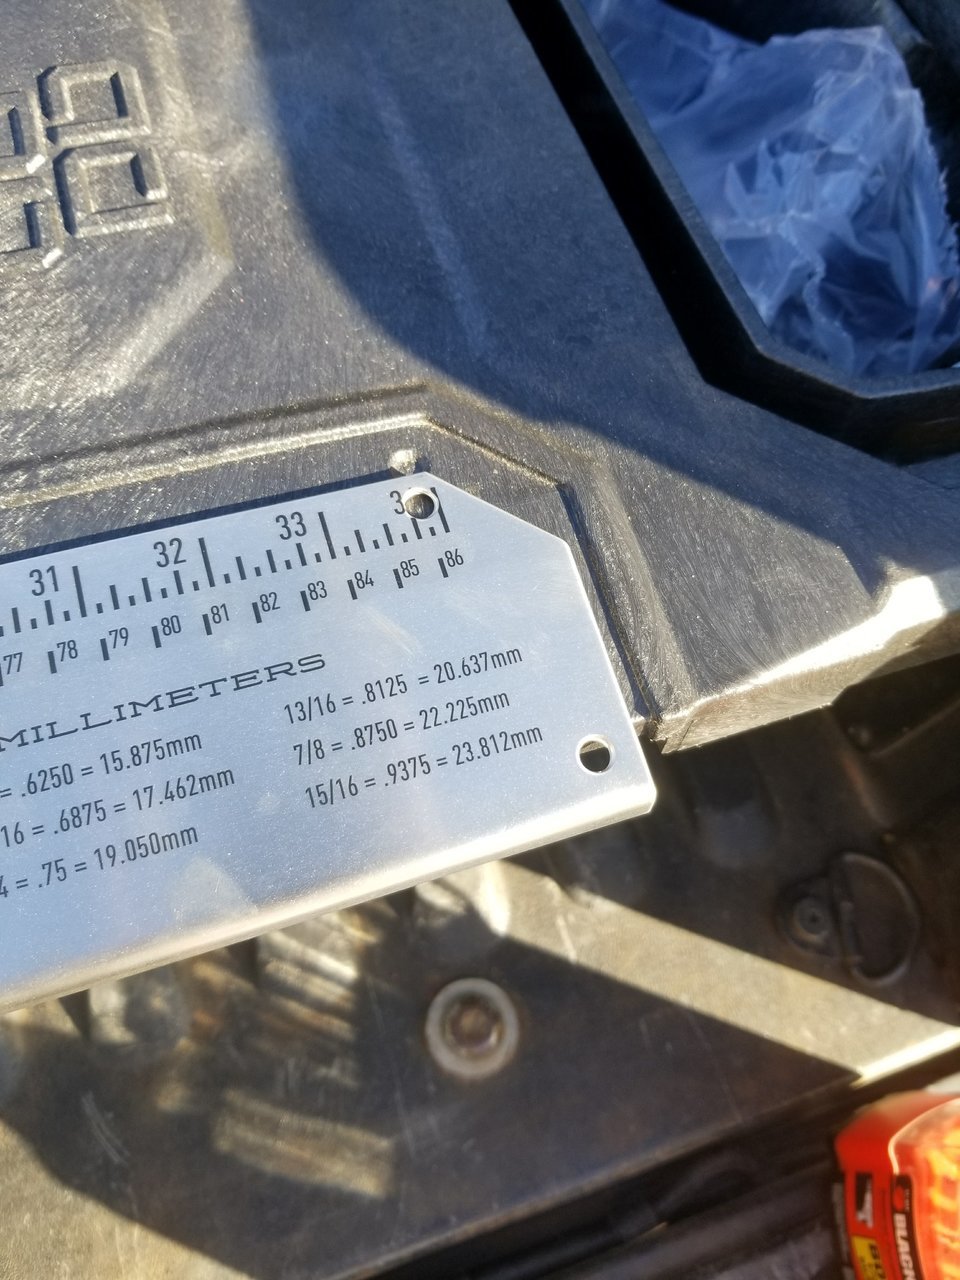 31 32 33 3
77 78 79 80 81 82 83 84 85 86
MILLIMETERS
= .6250 = 15.875mm 13/16 = .8125 = 20.637mm
16 = .6875 = 17.462mm 7/8 = .8750 = 22.225mm
4 = .75 = 19.050mm 15/16 = .9375 = 23.812mm
BLACK